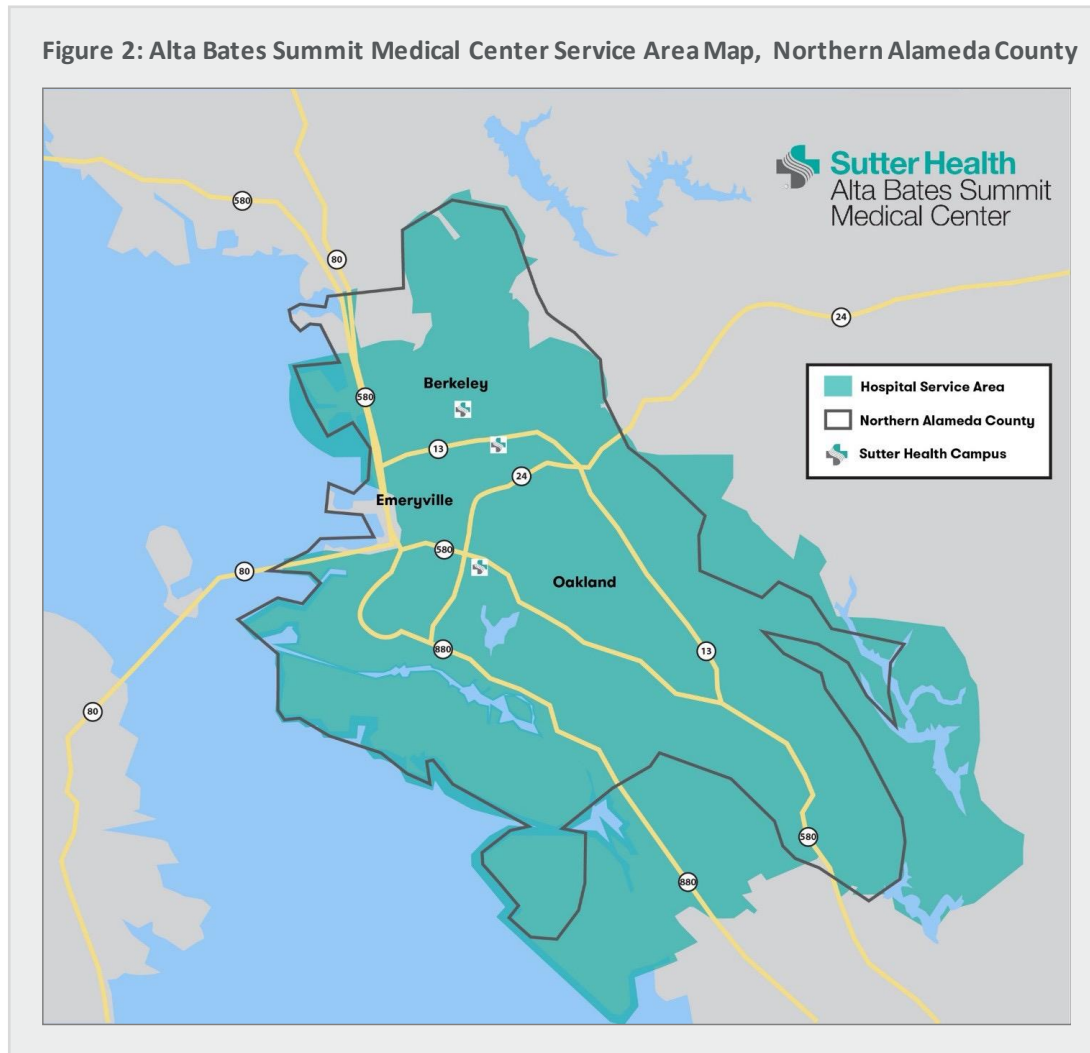 Figure 2: Alta Bates Summit Medical Center Service Area Map, Northern Alameda County
Sutter Health
Alta Bates Summit
Medical Center
580
80
24
Hospital Service Area
Northern Alameda County
Sutter Health Campus
Berkeley
580
13
24
Emeryville
580
80
Oakland
880
13
80
580
880